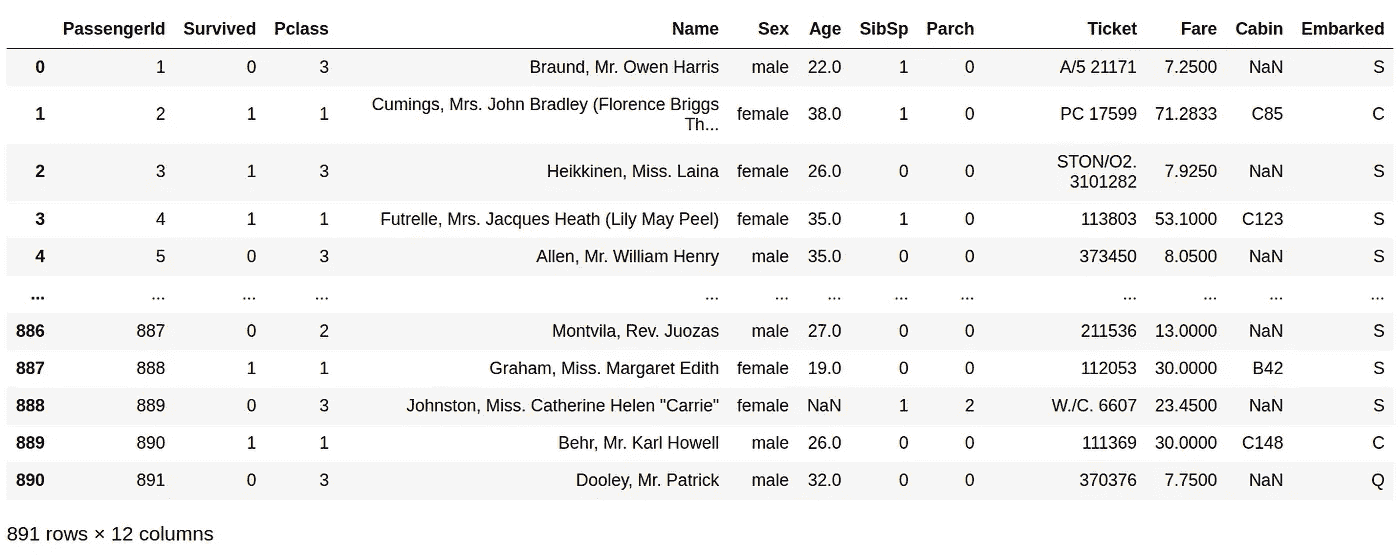 PassengerId Survived Pclass Name Sex Age SibSp Parch Ticket Fare Cabin Embarked
0 1 0 3 Braund, Mr. Owen Harris male 22.0 1 0 A/5 21171 7.2500 NaN S
1 2 1 1 Cumings, Mrs. John Bradley (Florence Briggs Th... female 38.0 1 0 PC 17599 71.2833 C85 C
2 3 1 3 Heikkinen, Miss. Laina female 26.0 0 0 STON/O2. 3101282 7.9250 NaN S
3 4 1 1 Futrelle, Mrs. Jacques Heath (Lily May Peel) female 35.0 1 0 113803 53.1000 C123 S
4 5 0 3 Allen, Mr. William Henry male 35.0 0 0 373450 8.0500 NaN S
... ... ... ... ... ... ... ... ... ... ... ... ...
886 887 0 2 Montvila, Rev. Juozas male 27.0 0 0 211536 13.0000 NaN S
887 888 1 1 Graham, Miss. Margaret Edith female 19.0 0 0 112053 30.0000 B42 S
888 889 0 3 Johnston, Miss. Catherine Helen "Carrie" female NaN 1 2 W./C. 6607 23.4500 NaN S
889 890 1 1 Behr, Mr. Karl Howell male 26.0 0 0 111369 30.0000 C148 C
890 891 0 3 Dooley, Mr. Patrick male 32.0 0 0 370376 7.7500 NaN Q
891 rows × 12 columns